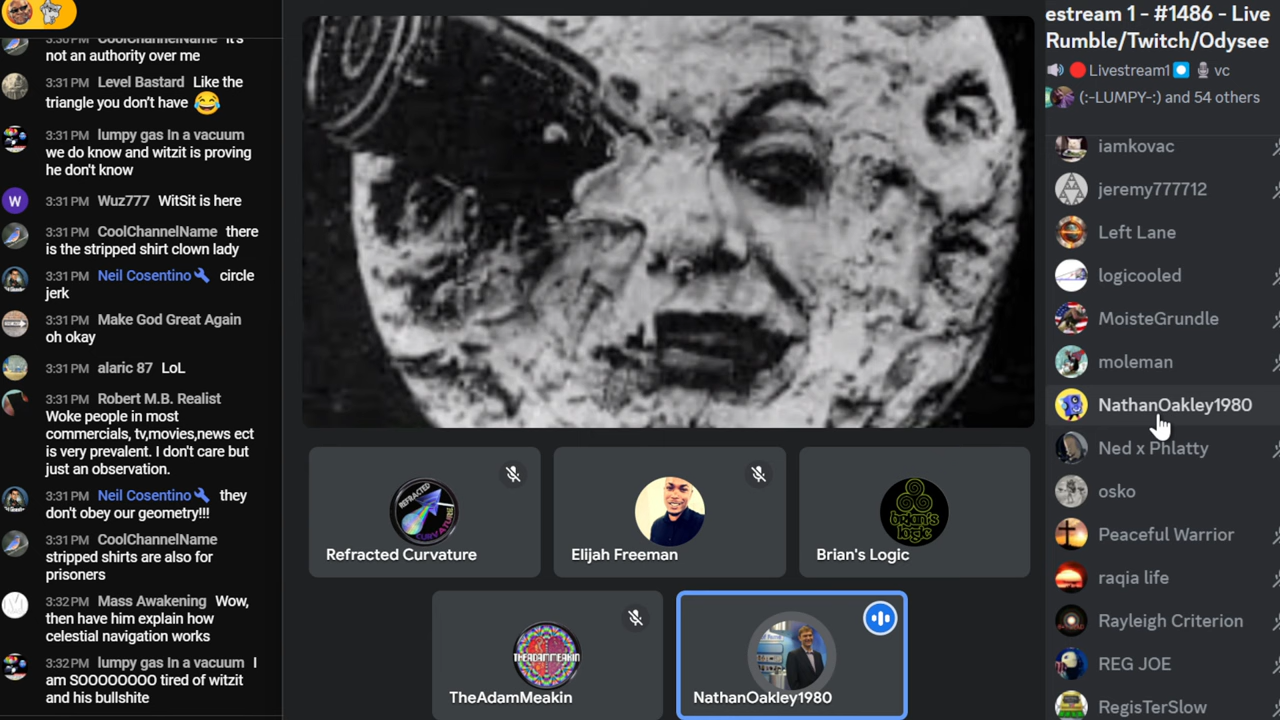 3:30 PM CoolChannelName It's
not an authority over me
3:31 PM Level Bastard Like the
triangle you don't have 😂
3:31 PM lumpy gas In a vacuum
we do know and witzit is proving
he don't know
3:31 PM Wuz777 WitSit is here
3:31 PM CoolChannelName there
is the stripped shirt clown lady
3:31 PM Neil Cosentino circle
jerk
3:31 PM Make God Great Again
oh okay
3:31 PM alaric 87 LoL
3:31 PM Robert M.B. Realist
Woke people in most
commercials, tv,movies,news ect
is very prevalent. I don't care but
just an observation.
3:31 PM Neil Cosentino they
don't obey our geometry!!!
3:31 PM CoolChannelName
stripped shirts are also for
prisoners
3:32 PM Mass Awakening Wow,
then have him explain how
celestial navigation works
3:32 PM lumpy gas In a vacuum I
am SOOOOOOOO tired of witzit
and his bullshite
W
REFRACTED
CURVATURE
Refracted Curvature
Elijah Freeman
brian's
logic
Brian's Logic
THEADAMMEAKIN
TheAdamMeakin
NathanOakley1980
estream 1 - #1486 - Live
Rumble/Twitch/Odysee
Livestream1 vc
(:-LUMPY-:) and 54 others
iamkovac
jeremy777712
Left Lane
logicooled
MoisteGrundle
moleman
NathanOakley1980
Ned x Phlatty
osko
Peaceful Warrior
raqia life
Rayleigh Criterion
REG JOE
RegisTerSlow